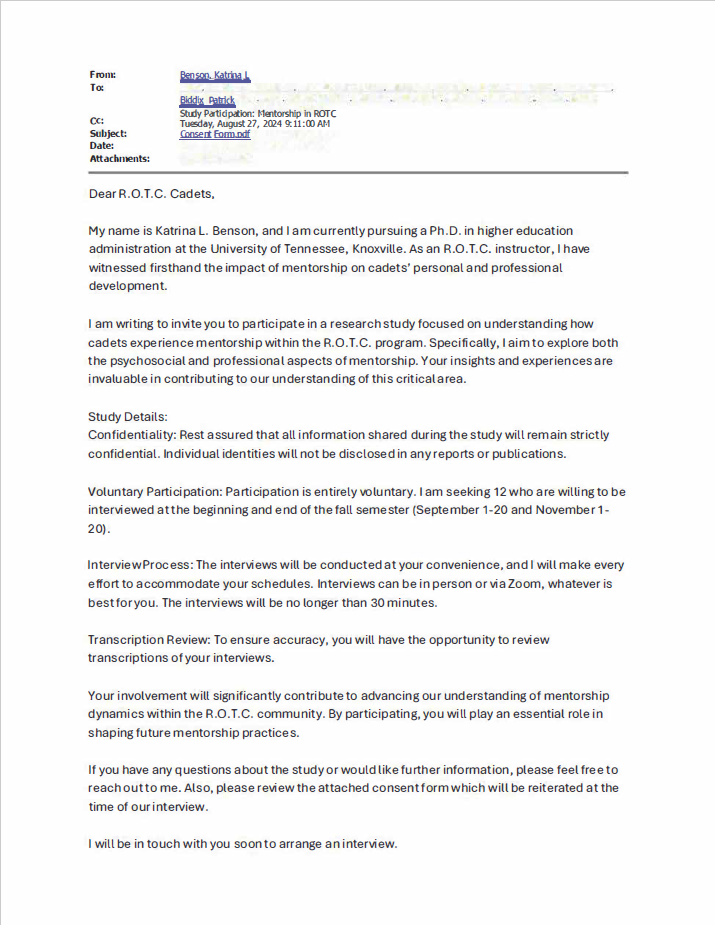 From: Benson, Katrina L
To:
Biddix, Patrick
Cc: Study Participation: Mentorship in ROTC
Subject: Tuesday, August 27, 2024 9:11:00 AM
Date: Consent Form.pdf
Attachments:
Dear R.O.T.C. Cadets,
My name is Katrina L. Benson, and I am currently pursuing a Ph.D. in higher education
administration at the University of Tennessee, Knoxville. As an R.O.T.C. instructor, I have
witnessed firsthand the impact of mentorship on cadets’ personal and professional
development.
I am writing to invite you to participate in a research study focused on understanding how
cadets experience mentorship within the R.O.T.C. program. Specifically, I aim to explore both
the psychosocial and professional aspects of mentorship. Your insights and experiences are
invaluable in contributing to our understanding of this critical area.
Study Details:
Confidentiality: Rest assured that all information shared during the study will remain strictly
confidential. Individual identities will not be disclosed in any reports or publications.
Voluntary Participation: Participation is entirely voluntary. I am seeking 12 who are willing to be
interviewed at the beginning and end of the fall semester (September 1-20 and November 1-
20).
Interview Process: The interviews will be conducted at your convenience, and I will make every
effort to accommodate your schedules. Interviews can be in person or via Zoom, whatever is
best for you. The interviews will be no longer than 30 minutes.
Transcription Review: To ensure accuracy, you will have the opportunity to review
transcriptions of your interviews.
Your involvement will significantly contribute to advancing our understanding of mentorship
dynamics within the R.O.T.C. community. By participating, you will play an essential role in
shaping future mentorship practices.
If you have any questions about the study or would like further information, please feel free to
reach out to me. Also, please review the attached consent form which will be reiterated at the
time of our interview.
I will be in touch with you soon to arrange an interview.